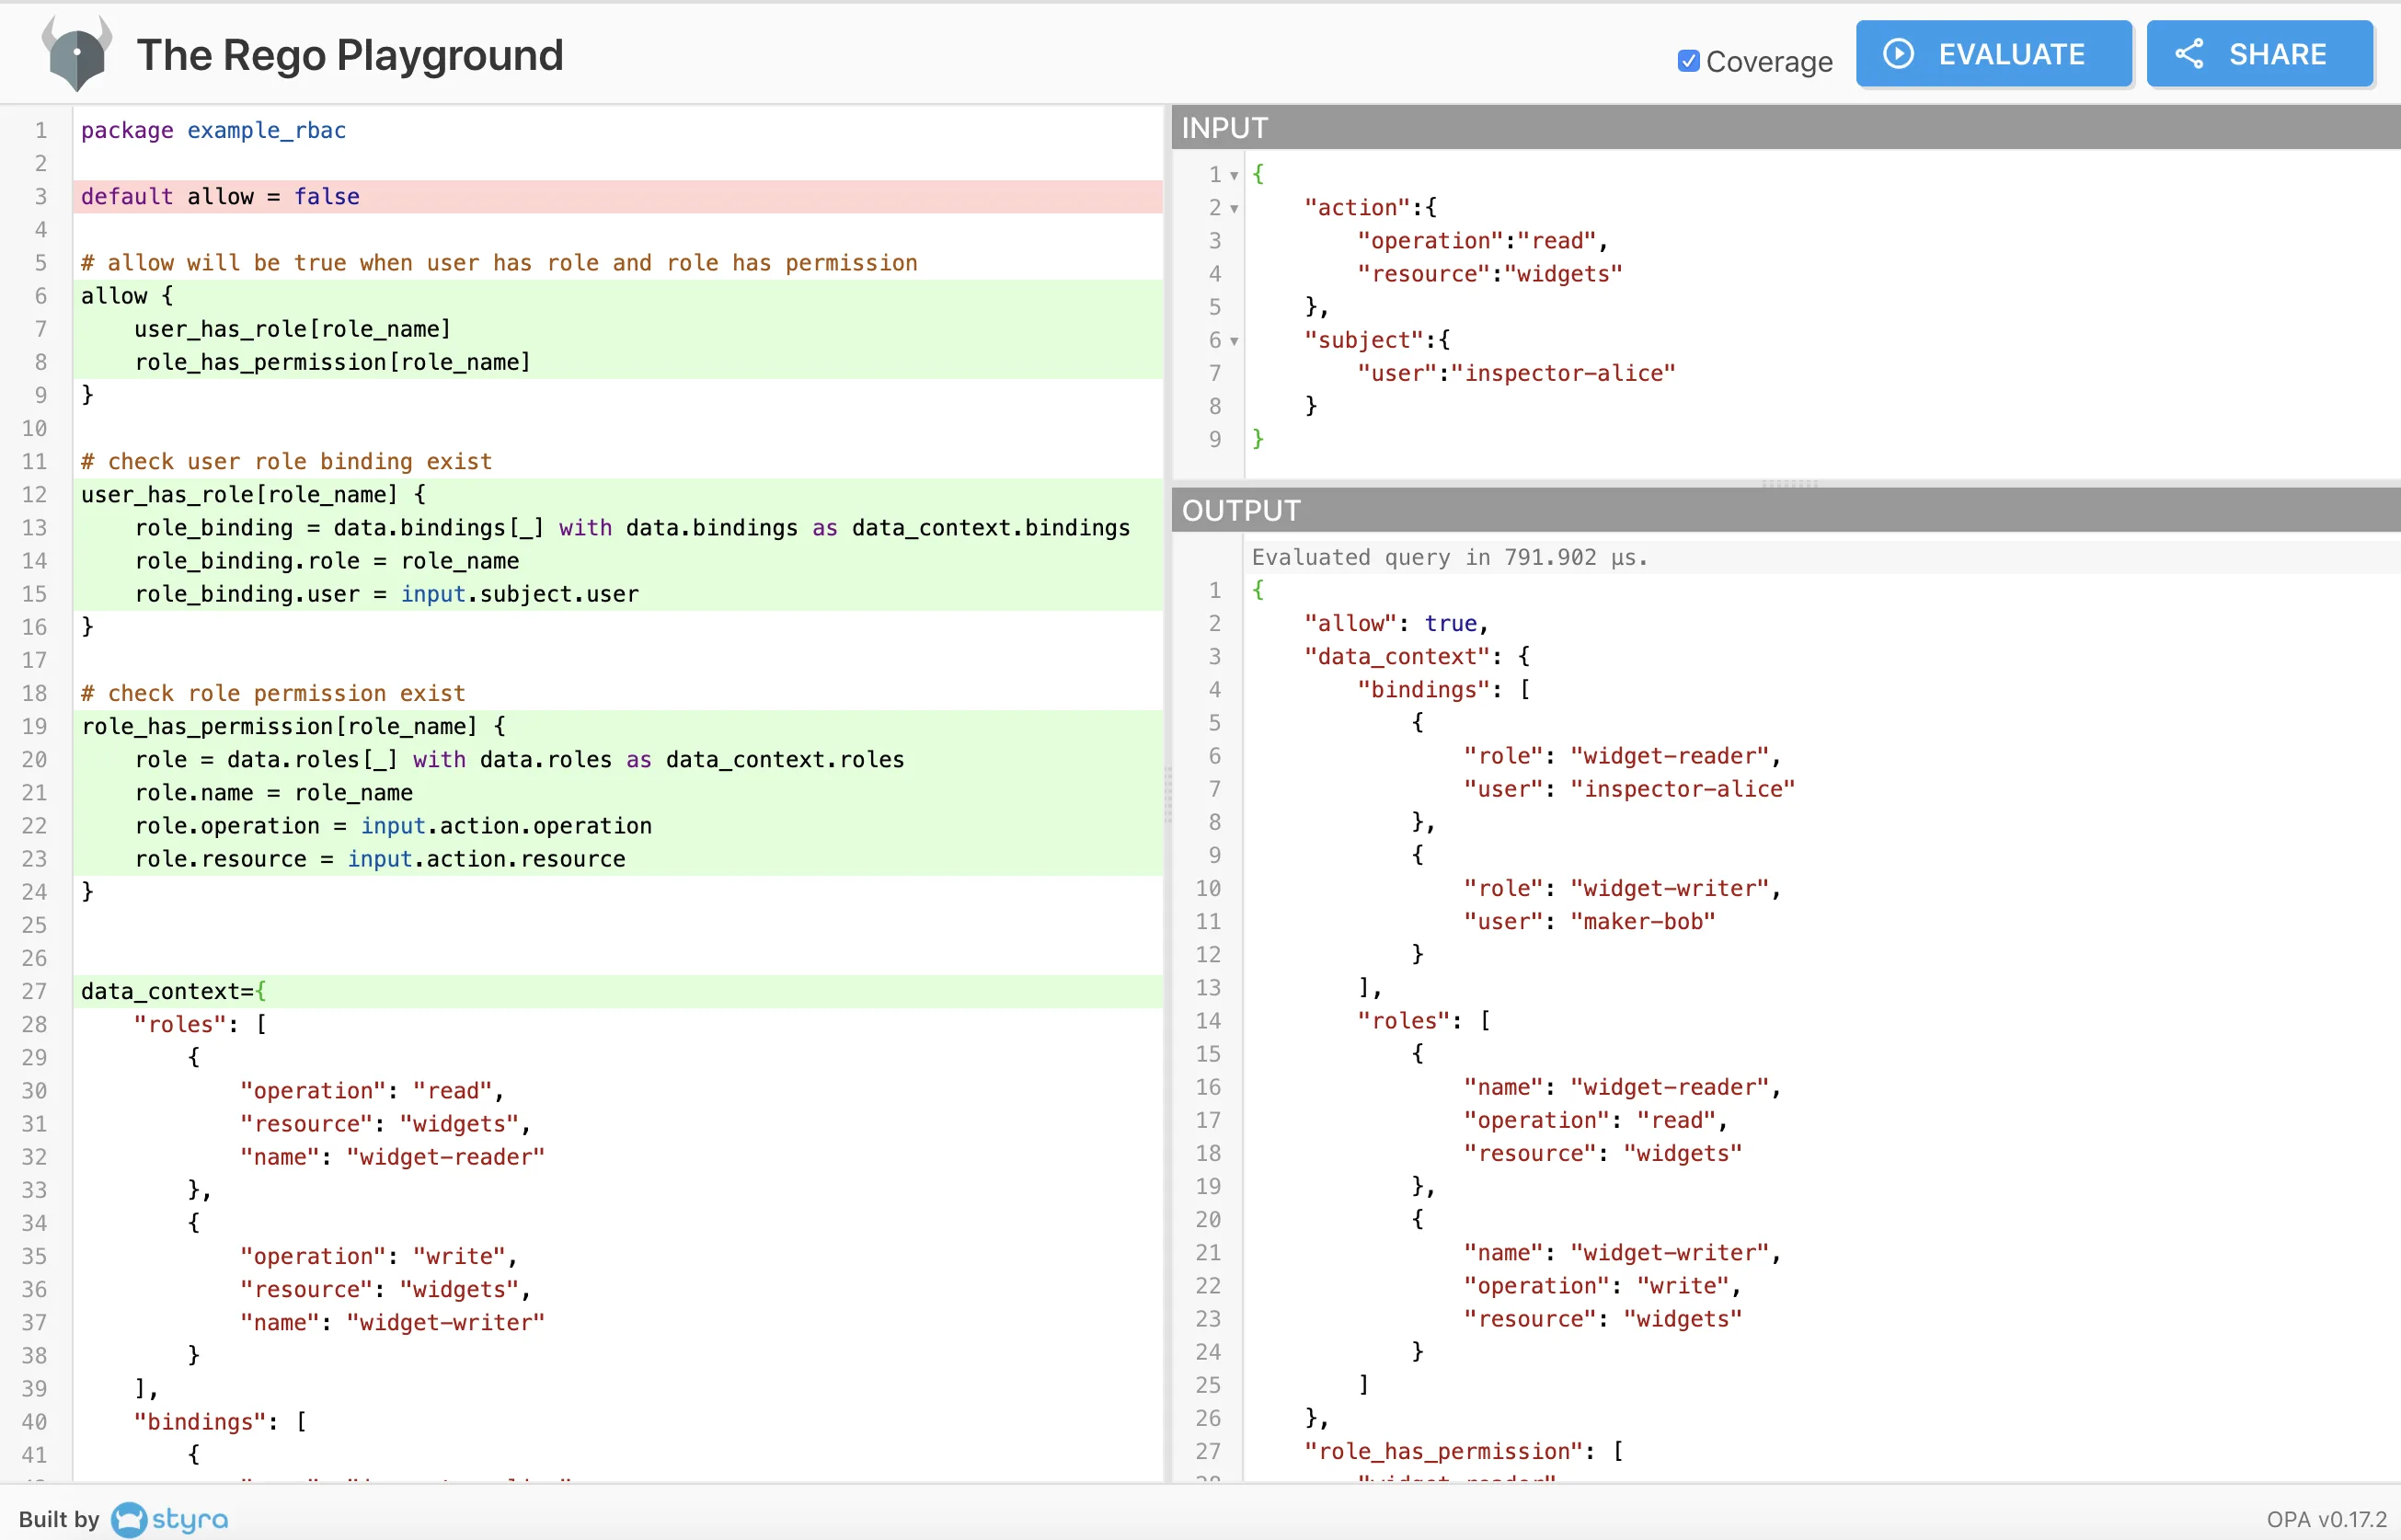 The Rego Playground
Coverage
EVALUATE
SHARE
1 package example_rbac
2
3 default allow = false
4
5 # allow will be true when user has role and role has permission
6 allow {
7     user_has_role[role_name]
8     role_has_permission[role_name]
9 }
10
11 # check user role binding exist
12 user_has_role[role_name] {
13     role_binding = data.bindings[_] with data.bindings as data_context.bindings
14     role_binding.role = role_name
15     role_binding.user = input.subject.user
16 }
17
18 # check role permission exist
19 role_has_permission[role_name] {
20     role = data.roles[_] with data.roles as data_context.roles
21     role.name = role_name
22     role.operation = input.action.operation
23     role.resource = input.action.resource
24 }
25
26
27 data_context={
28     "roles": [
29         {
30             "operation": "read",
31             "resource": "widgets",
32             "name": "widget-reader"
33         },
34         {
35             "operation": "write",
36             "resource": "widgets",
37             "name": "widget-writer"
38         }
39     ],
40     "bindings": [
41         {
INPUT
1 {
2     "action":{
3         "operation":"read",
4         "resource":"widgets"
5     },
6     "subject":{
7         "user":"inspector-alice"
8     }
9 }
OUTPUT
Evaluated query in 791.902 µs.
1 {
2     "allow": true,
3     "data_context": {
4         "bindings": [
5             {
6                 "role": "widget-reader",
7                 "user": "inspector-alice"
8             },
9             {
10                 "role": "widget-writer",
11                 "user": "maker-bob"
12             }
13         ],
14         "roles": [
15             {
16                 "name": "widget-reader",
17                 "operation": "read",
18                 "resource": "widgets"
19             },
20             {
21                 "name": "widget-writer",
22                 "operation": "write",
23                 "resource": "widgets"
24             }
25         ]
26     },
27     "role_has_permission": [
28         "widget-reader"
Built by styra
OPA v0.17.2